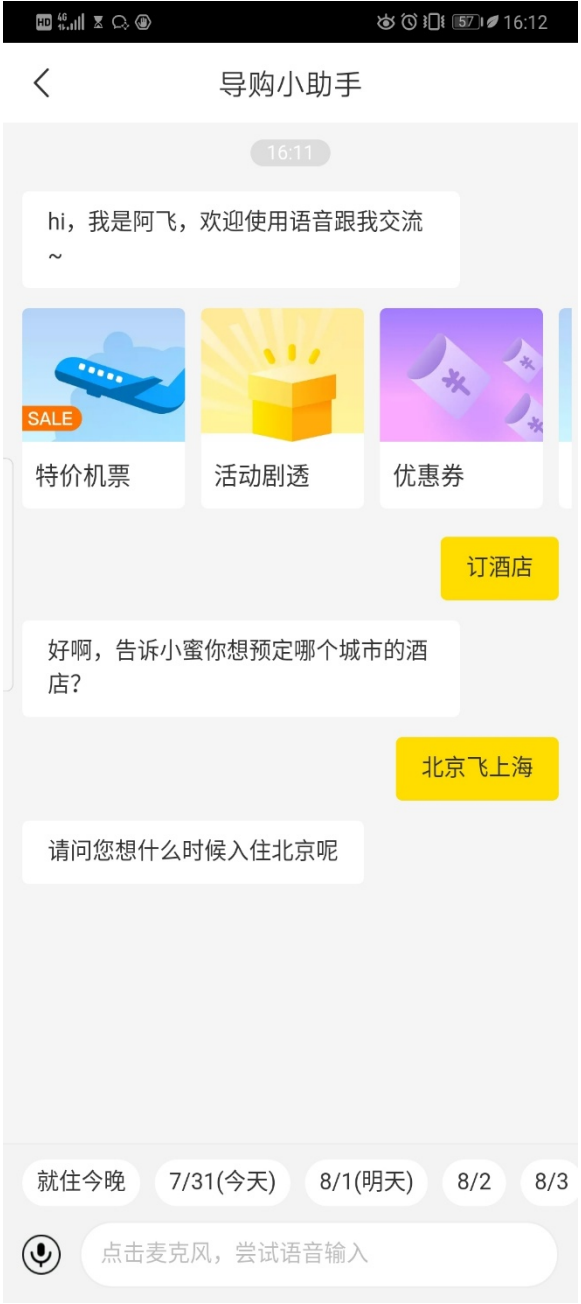 HD 46 57 16:12
导购小助手
16:11
hi，我是阿飞，欢迎使用语音跟我交流
~
SALE
特价机票 活动剧透 优惠券
订酒店
好啊，告诉小蜜你想预定哪个城市的酒
店？
北京飞上海
请问您想什么时候入住北京呢
就住今晚 7/31(今天) 8/1(明天) 8/2 8/3
点击麦克风，尝试语音输入